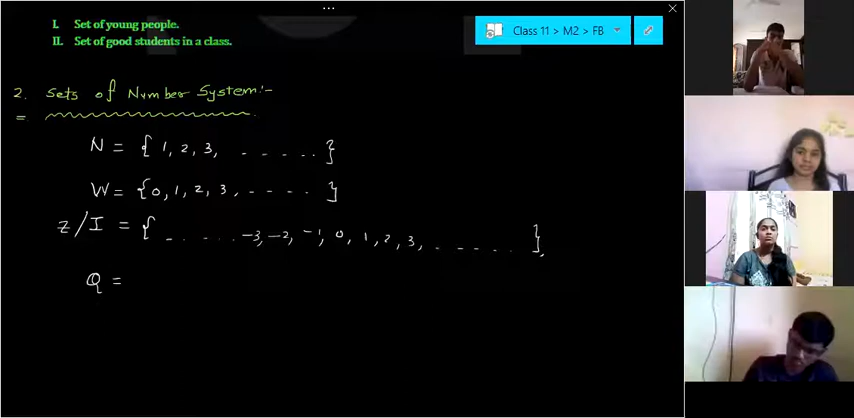 ...
I. Set of young people.
II. Set of good students in a class.
Class 11 > M2 > FB
2. Sets of Number System:-
=
N = { 1, 2, 3, - - - - - . }
W = { 0, 1, 2, 3, - - - - - . }
Z/I = { - . - . . -3, -2, -1, 0, 1, 2, 3, - - - - - . },
Q =